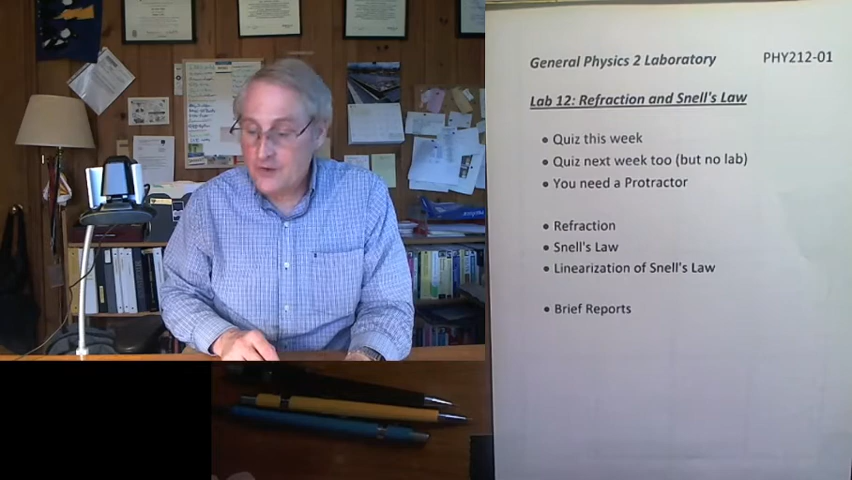 General Physics 2 Laboratory PHY212-01
Lab 12: Refraction and Snell's Law
• Quiz this week
• Quiz next week too (but no lab)
• You need a Protractor
• Refraction
• Snell's Law
• Linearization of Snell's Law
• Brief Reports